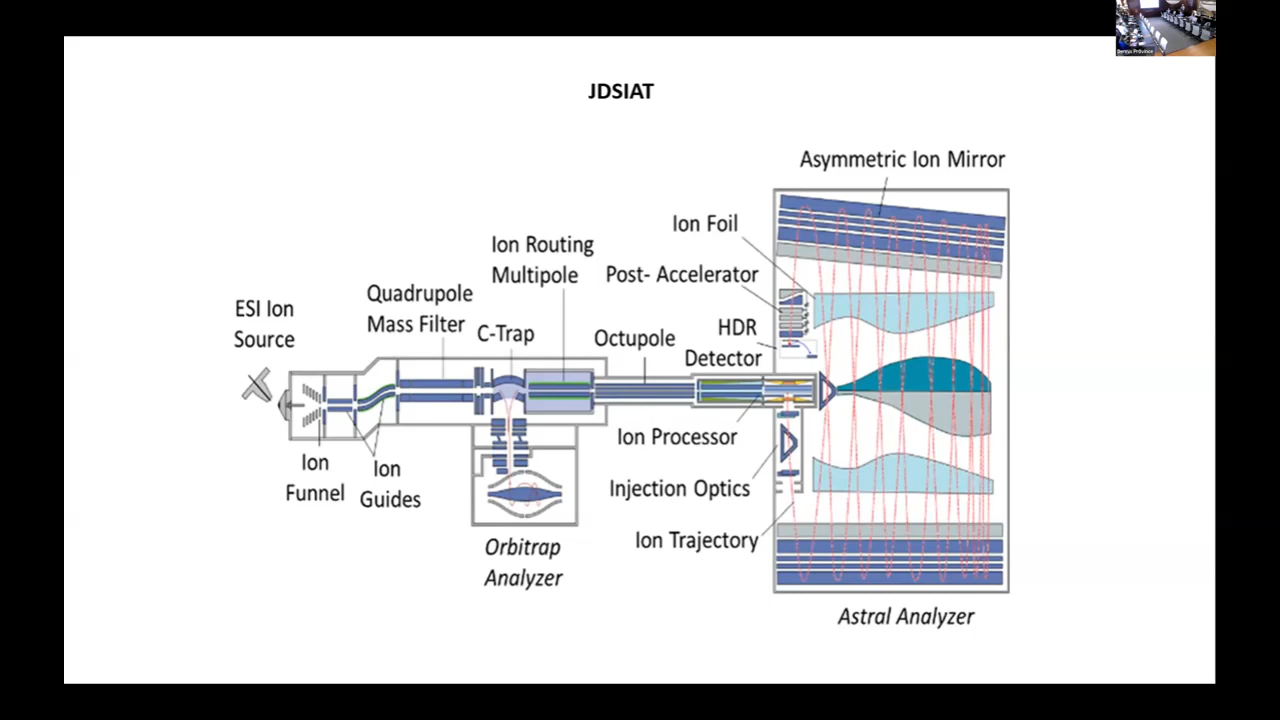 JDSIAT
Asymmetric Ion Mirror
Ion Foil
Ion Routing
Multipole
Post- Accelerator
Quadrupole
Mass Filter
ESI Ion
Source
C-Trap
Octupole
HDR
Detector
Ion Processor
Ion
Funnel
Ion
Guides
Injection Optics
Ion Trajectory
Orbitrap
Analyzer
Astral Analyzer